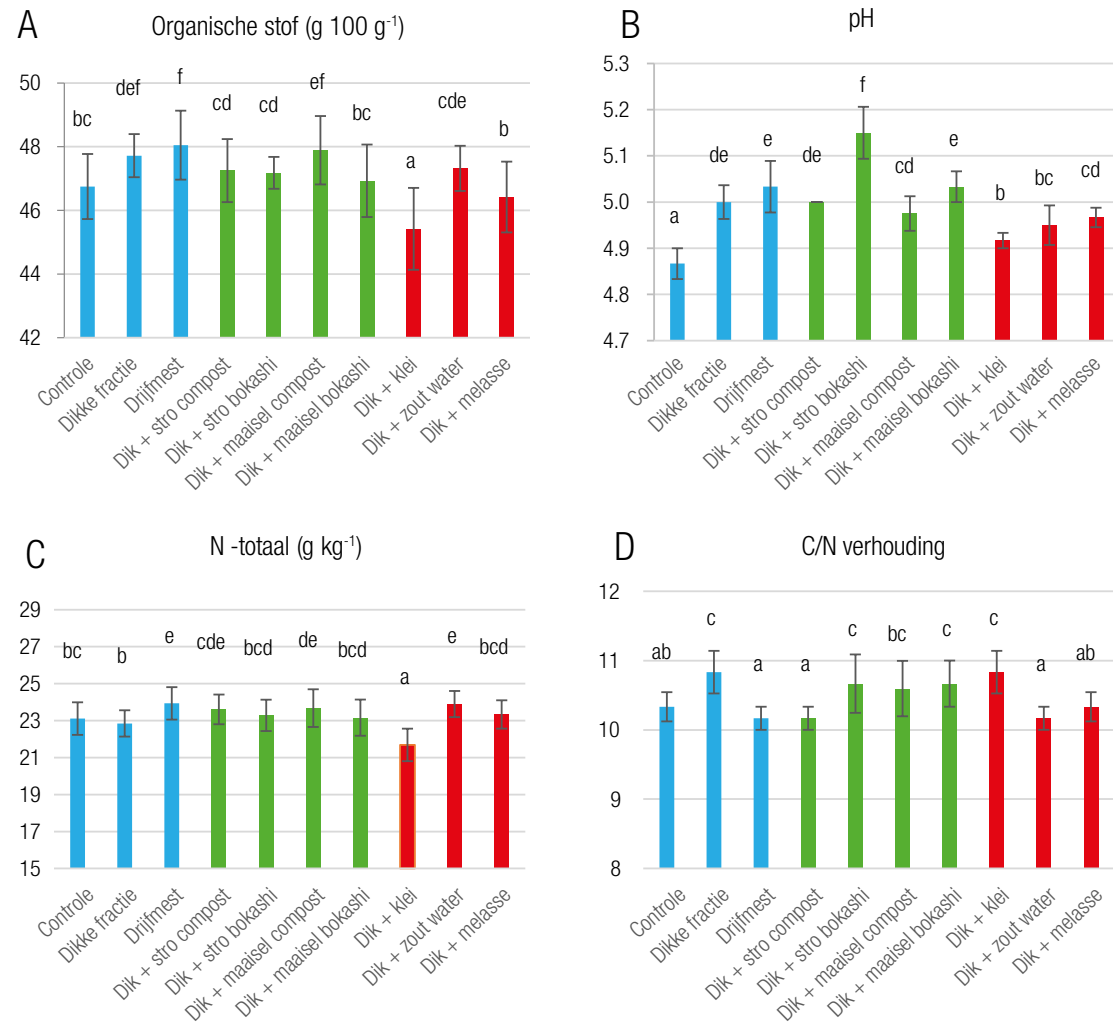 A
Organische stof (g 100 g⁻¹)
50
48
46
44
42
bc
def
f
cd
cd
ef
bc
a
cde
b
Controle
Dikke fractie
Drijfmest
Dik + stro compost
Dik + stro bokashi
Dik + maaisel compost
Dik + maaisel bokashi
Dik + klei
Dik + zout water
Dik + melasse
B
pH
5.3
5.2
5.1
5.0
4.9
4.8
4.7
a
de
e
de
f
cd
e
b
bc
cd
Controle
Dikke fractie
Drijfmest
Dik + stro compost
Dik + stro bokashi
Dik + maaisel compost
Dik + maaisel bokashi
Dik + klei
Dik + zout water
Dik + melasse
C
N -totaal (g kg⁻¹)
29
27
25
23
21
19
17
15
bc
b
e
cde
bcd
de
bcd
a
e
bcd
Controle
Dikke fractie
Drijfmest
Dik + stro compost
Dik + stro bokashi
Dik + maaisel compost
Dik + maaisel bokashi
Dik + klei
Dik + zout water
Dik + melasse
D
C/N verhouding
12
11
10
9
8
ab
c
a
a
c
bc
c
c
a
ab
Controle
Dikke fractie
Drijfmest
Dik + stro compost
Dik + stro bokashi
Dik + maaisel compost
Dik + maaisel bokashi
Dik + klei
Dik + zout water
Dik + melasse